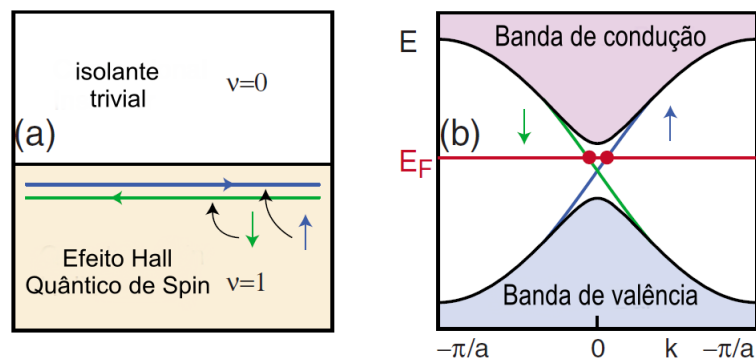 isolante
trivial
ν=0
(a)
Efeito Hall
Quântico de Spin
ν=1
E
Banda de condução
(b)
E_F
Banda de valência
−π/a
0
k
−π/a